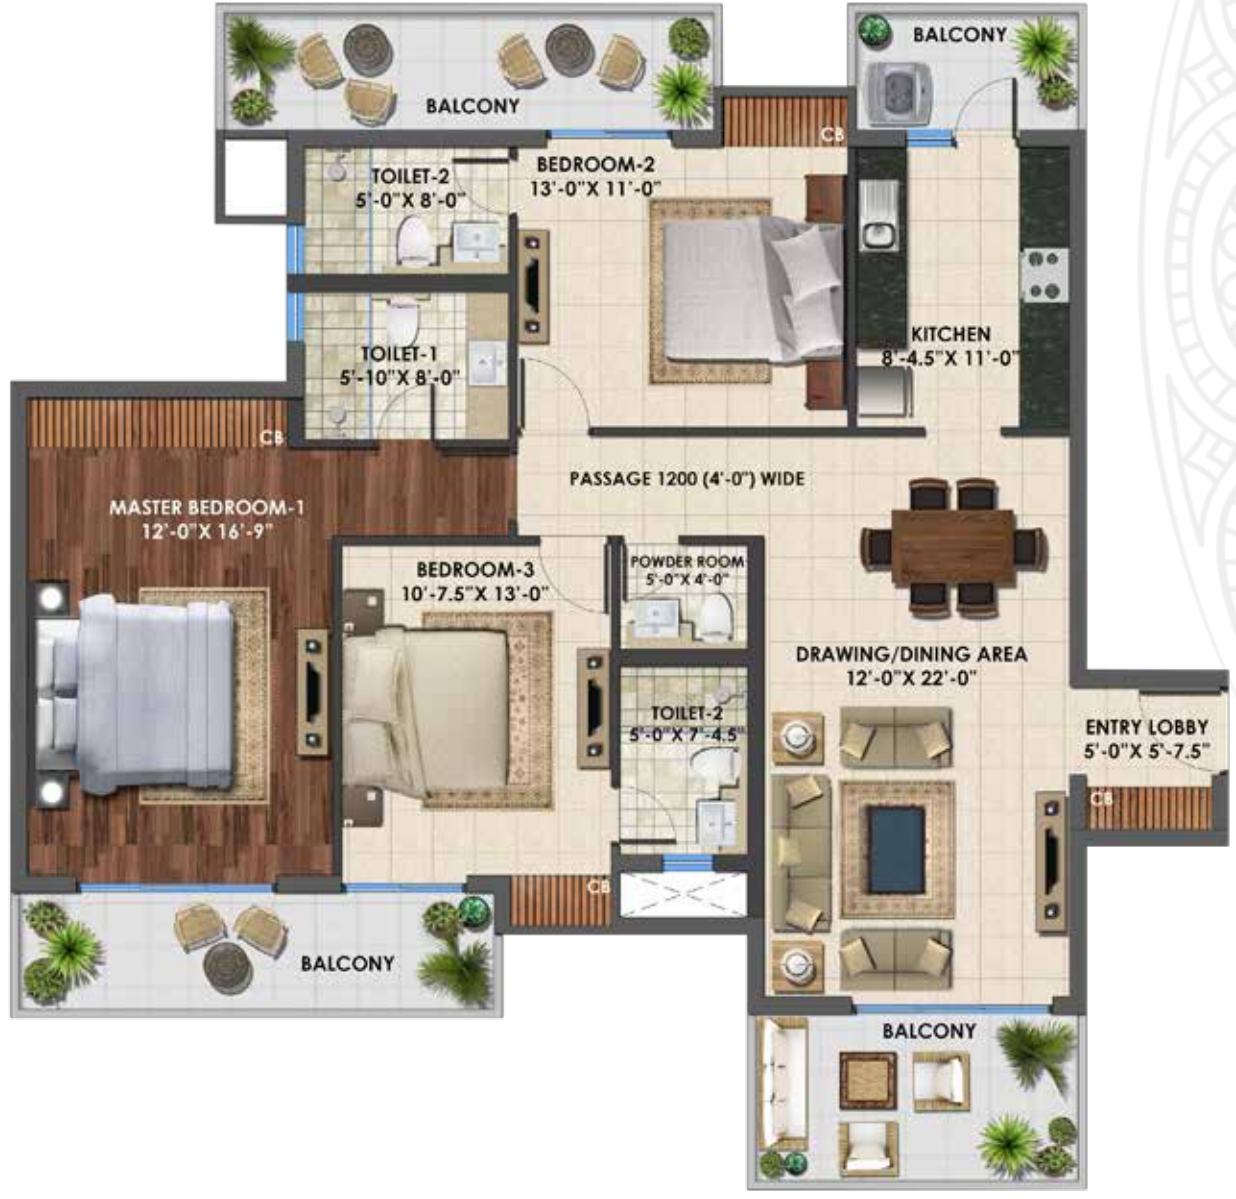 BALCONY
BALCONY
CB
TOILET-2
5'-0"X 8'-0"
BEDROOM-2
13'-0"X 11'-0"
TOILET-1
5'-10"X 8'-0"
KITCHEN
8'-4.5"X 11'-0"
CB
MASTER BEDROOM-1
12'-0"X 16'-9"
PASSAGE 1200 (4'-0") WIDE
BEDROOM-3
10'-7.5"X 13'-0"
POWDER ROOM
5'-0"X 4'-0"
DRAWING/DINING AREA
12'-0"X 22'-0"
TOILET-2
5'-0"X 7'-4.5"
ENTRY LOBBY
5'-0"X 5'-7.5"
CB
CB
BALCONY
BALCONY